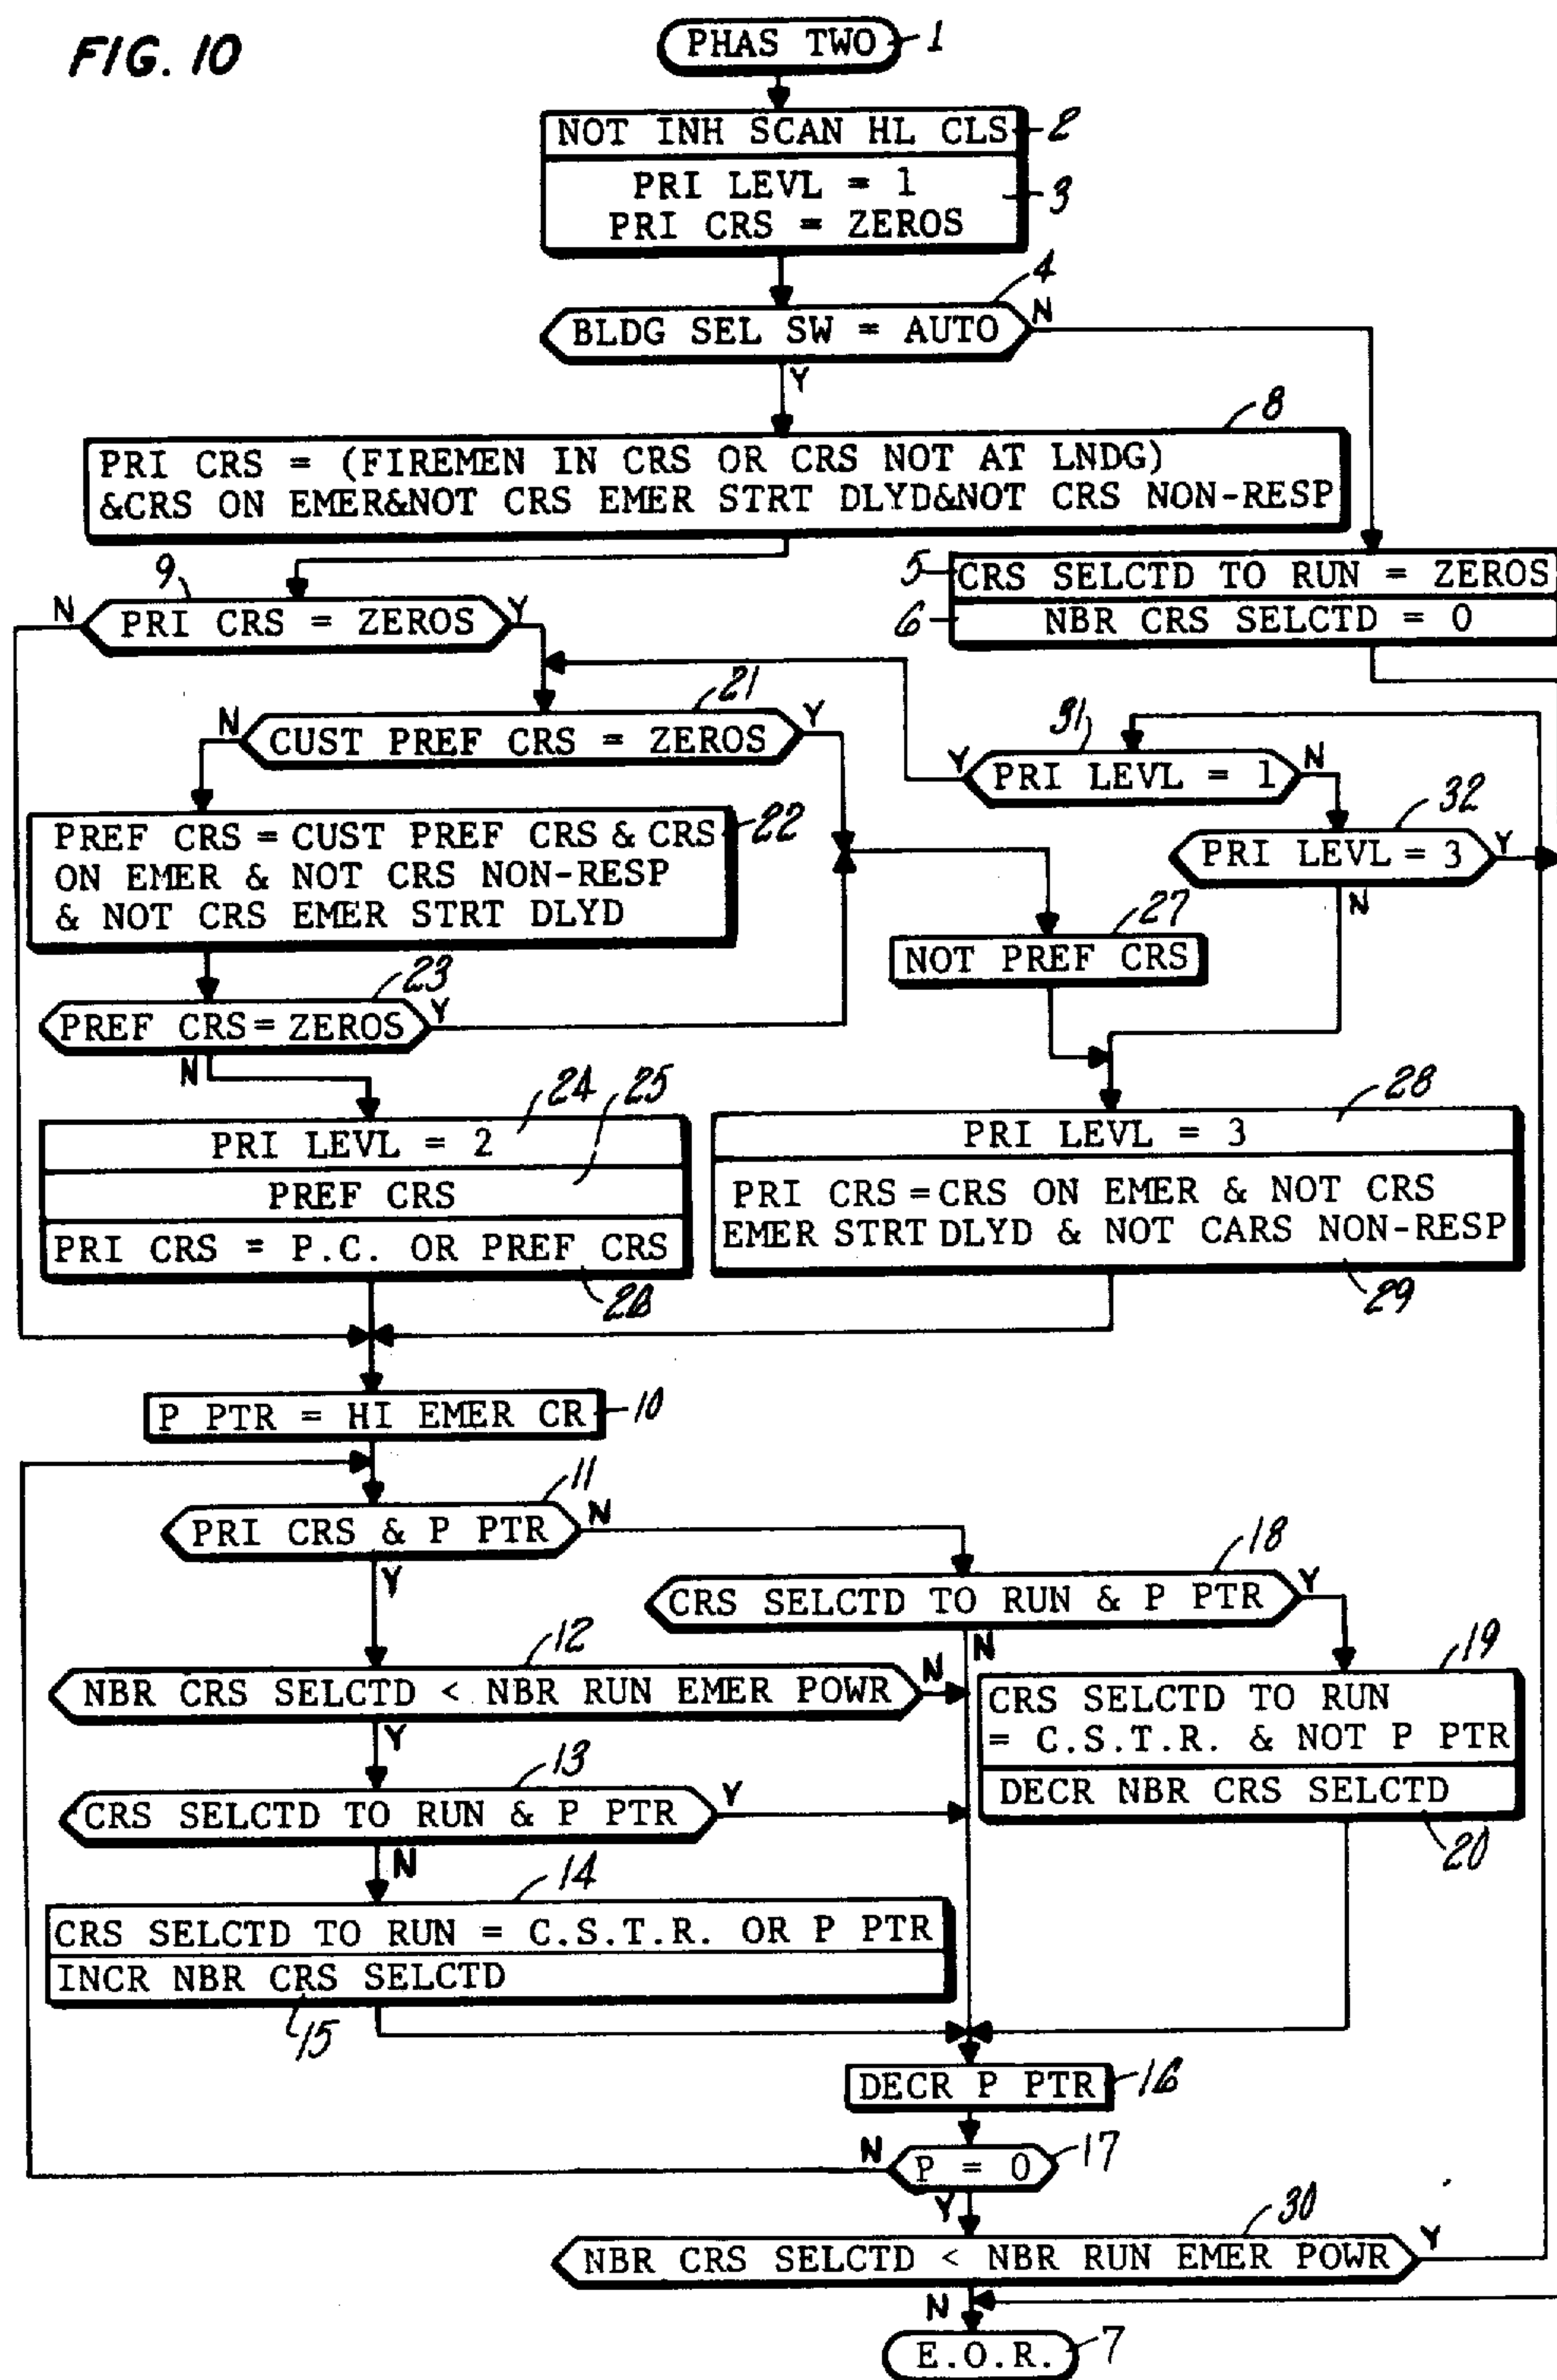 FIG. 10
PHAS TWO 1
NOT INH SCAN HL CLS 2
PRI LEVL = 1 3
PRI CRS = ZEROS
4
BLDG SEL SW = AUTO N
Y
8
PRI CRS = (FIREMEN IN CRS OR CRS NOT AT LNDG)
&CRS ON EMER&NOT CRS EMER STRT DLYD&NOT CRS NON-RESP
5 CRS SELCTD TO RUN = ZEROS
6 NBR CRS SELCTD = 0
9
N PRI CRS = ZEROS Y
21
N CUST PREF CRS = ZEROS Y
31
Y PRI LEVL = 1 N
32
PRI LEVL = 3 Y
N
PREF CRS = CUST PREF CRS & CRS 22
ON EMER & NOT CRS NON-RESP
& NOT CRS EMER STRT DLYD
27
NOT PREF CRS
23
PREF CRS = ZEROS Y
N
24
25
PRI LEVL = 2
PREF CRS
PRI CRS = P.C. OR PREF CRS
26
28
PRI LEVL = 3
PRI CRS = CRS ON EMER & NOT CRS
EMER STRT DLYD & NOT CARS NON-RESP
29
P PTR = HI EMER CR 10
11
PRI CRS & P PTR N
Y
18
CRS SELCTD TO RUN & P PTR Y
N
12
NBR CRS SELCTD < NBR RUN EMER POWR N
Y
19
CRS SELCTD TO RUN
= C.S.T.R. & NOT P PTR
DECR NBR CRS SELCTD
20
13
CRS SELCTD TO RUN & P PTR Y
N
14
CRS SELCTD TO RUN = C.S.T.R. OR P PTR
INCR NBR CRS SELCTD
15
DECR P PTR 16
N P = 0 17
Y
30
NBR CRS SELCTD < NBR RUN EMER POWR Y
N
E.O.R. 7